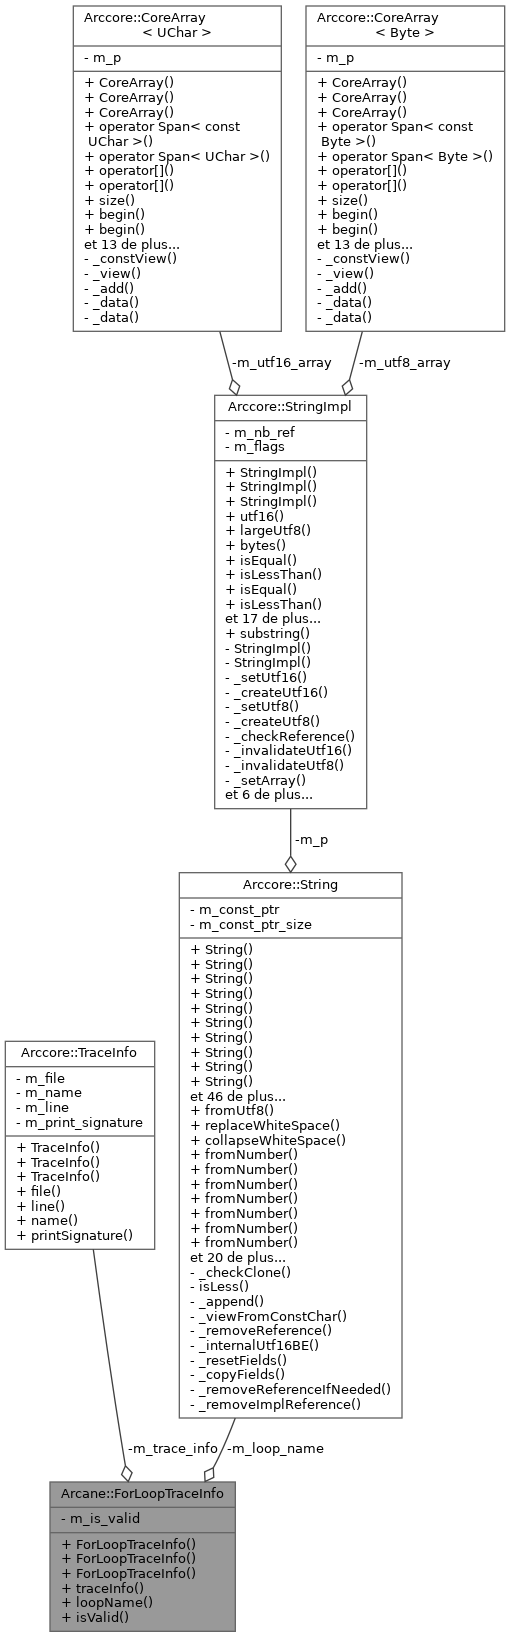 Arccore::CoreArray
< UChar >
- m_p
+ CoreArray()
+ CoreArray()
+ CoreArray()
+ operator Span< const
UChar >()
+ operator Span< UChar >()
+ operator[]()
+ operator[]()
+ size()
+ begin()
+ begin()
et 13 de plus...
- _constView()
- _view()
- _add()
- _data()
- _data()
Arccore::CoreArray
< Byte >
- m_p
+ CoreArray()
+ CoreArray()
+ CoreArray()
+ operator Span< const
Byte >()
+ operator Span< Byte >()
+ operator[]()
+ operator[]()
+ size()
+ begin()
+ begin()
et 13 de plus...
- _constView()
- _view()
- _add()
- _data()
- _data()
-m_utf16_array
-m_utf8_array
Arccore::StringImpl
- m_nb_ref
- m_flags
+ StringImpl()
+ StringImpl()
+ StringImpl()
+ utf16()
+ largeUtf8()
+ bytes()
+ isEqual()
+ isLessThan()
+ isEqual()
+ isLessThan()
et 17 de plus...
+ substring()
- StringImpl()
- StringImpl()
- _setUtf16()
- _createUtf16()
- _setUtf8()
- _createUtf8()
- _checkReference()
- _invalidateUtf16()
- _invalidateUtf8()
- _setArray()
et 6 de plus...
-m_p
Arccore::String
- m_const_ptr
- m_const_ptr_size
+ String()
+ String()
+ String()
+ String()
+ String()
+ String()
+ String()
+ String()
+ String()
+ String()
et 46 de plus...
+ fromUtf8()
+ replaceWhiteSpace()
+ collapseWhiteSpace()
+ fromNumber()
+ fromNumber()
+ fromNumber()
+ fromNumber()
+ fromNumber()
+ fromNumber()
+ fromNumber()
et 20 de plus...
- _checkClone()
- isLess()
- _append()
- _viewFromConstChar()
- _removeReference()
- _internalUtf16BE()
- _resetFields()
- _copyFields()
- _removeReferenceIfNeeded()
- _removeImplReference()
Arccore::TraceInfo
- m_file
- m_name
- m_line
- m_print_signature
+ TraceInfo()
+ TraceInfo()
+ TraceInfo()
+ file()
+ line()
+ name()
+ printSignature()
-m_trace_info
-m_loop_name
Arcane::ForLoopTraceInfo
- m_is_valid
+ ForLoopTraceInfo()
+ ForLoopTraceInfo()
+ ForLoopTraceInfo()
+ traceInfo()
+ loopName()
+ isValid()